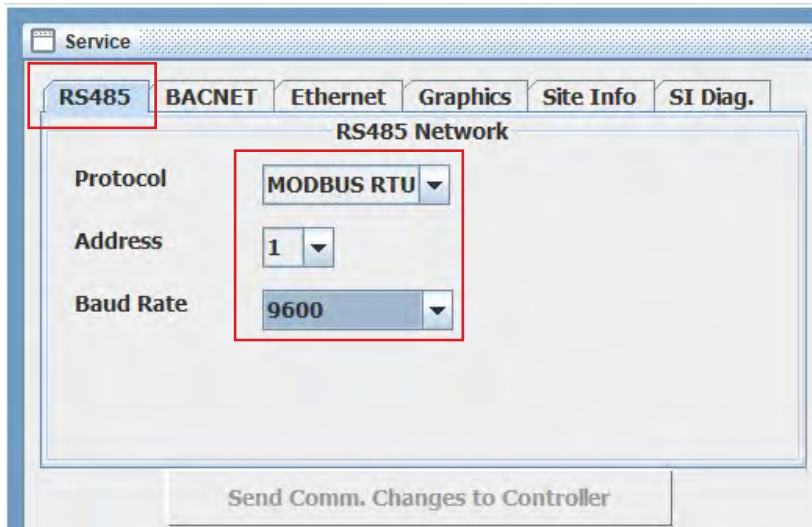 Service
RS485 BACNET Ethernet Graphics Site Info SI Diag.
RS485 Network
Protocol MODBUS RTU
Address 1
Baud Rate 9600
Send Comm. Changes to Controller